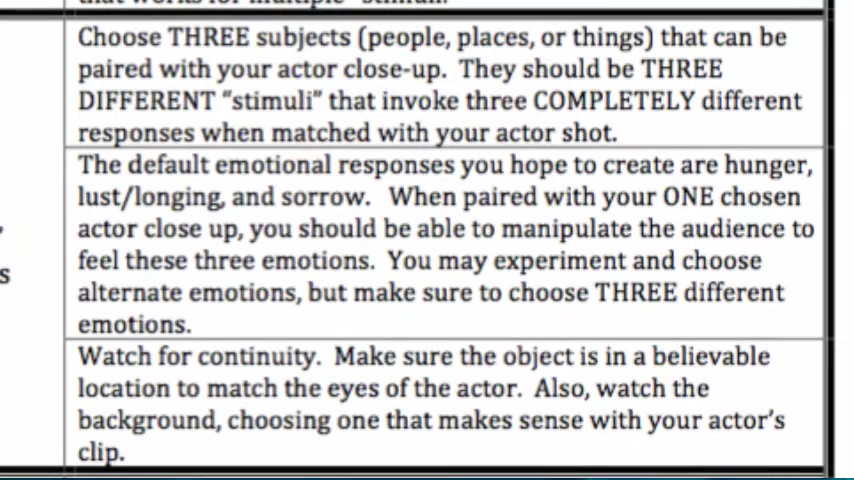 that works for multiple "stimuli."
Choose THREE subjects (people, places, or things) that can be
paired with your actor close-up.  They should be THREE
DIFFERENT “stimuli” that invoke three COMPLETELY different
responses when matched with your actor shot.
The default emotional responses you hope to create are hunger,
lust/longing, and sorrow.   When paired with your ONE chosen
actor close up, you should be able to manipulate the audience to
feel these three emotions.  You may experiment and choose
alternate emotions, but make sure to choose THREE different
emotions.
s
Watch for continuity.  Make sure the object is in a believable
location to match the eyes of the actor.  Also, watch the
background, choosing one that makes sense with your actor’s
clip.